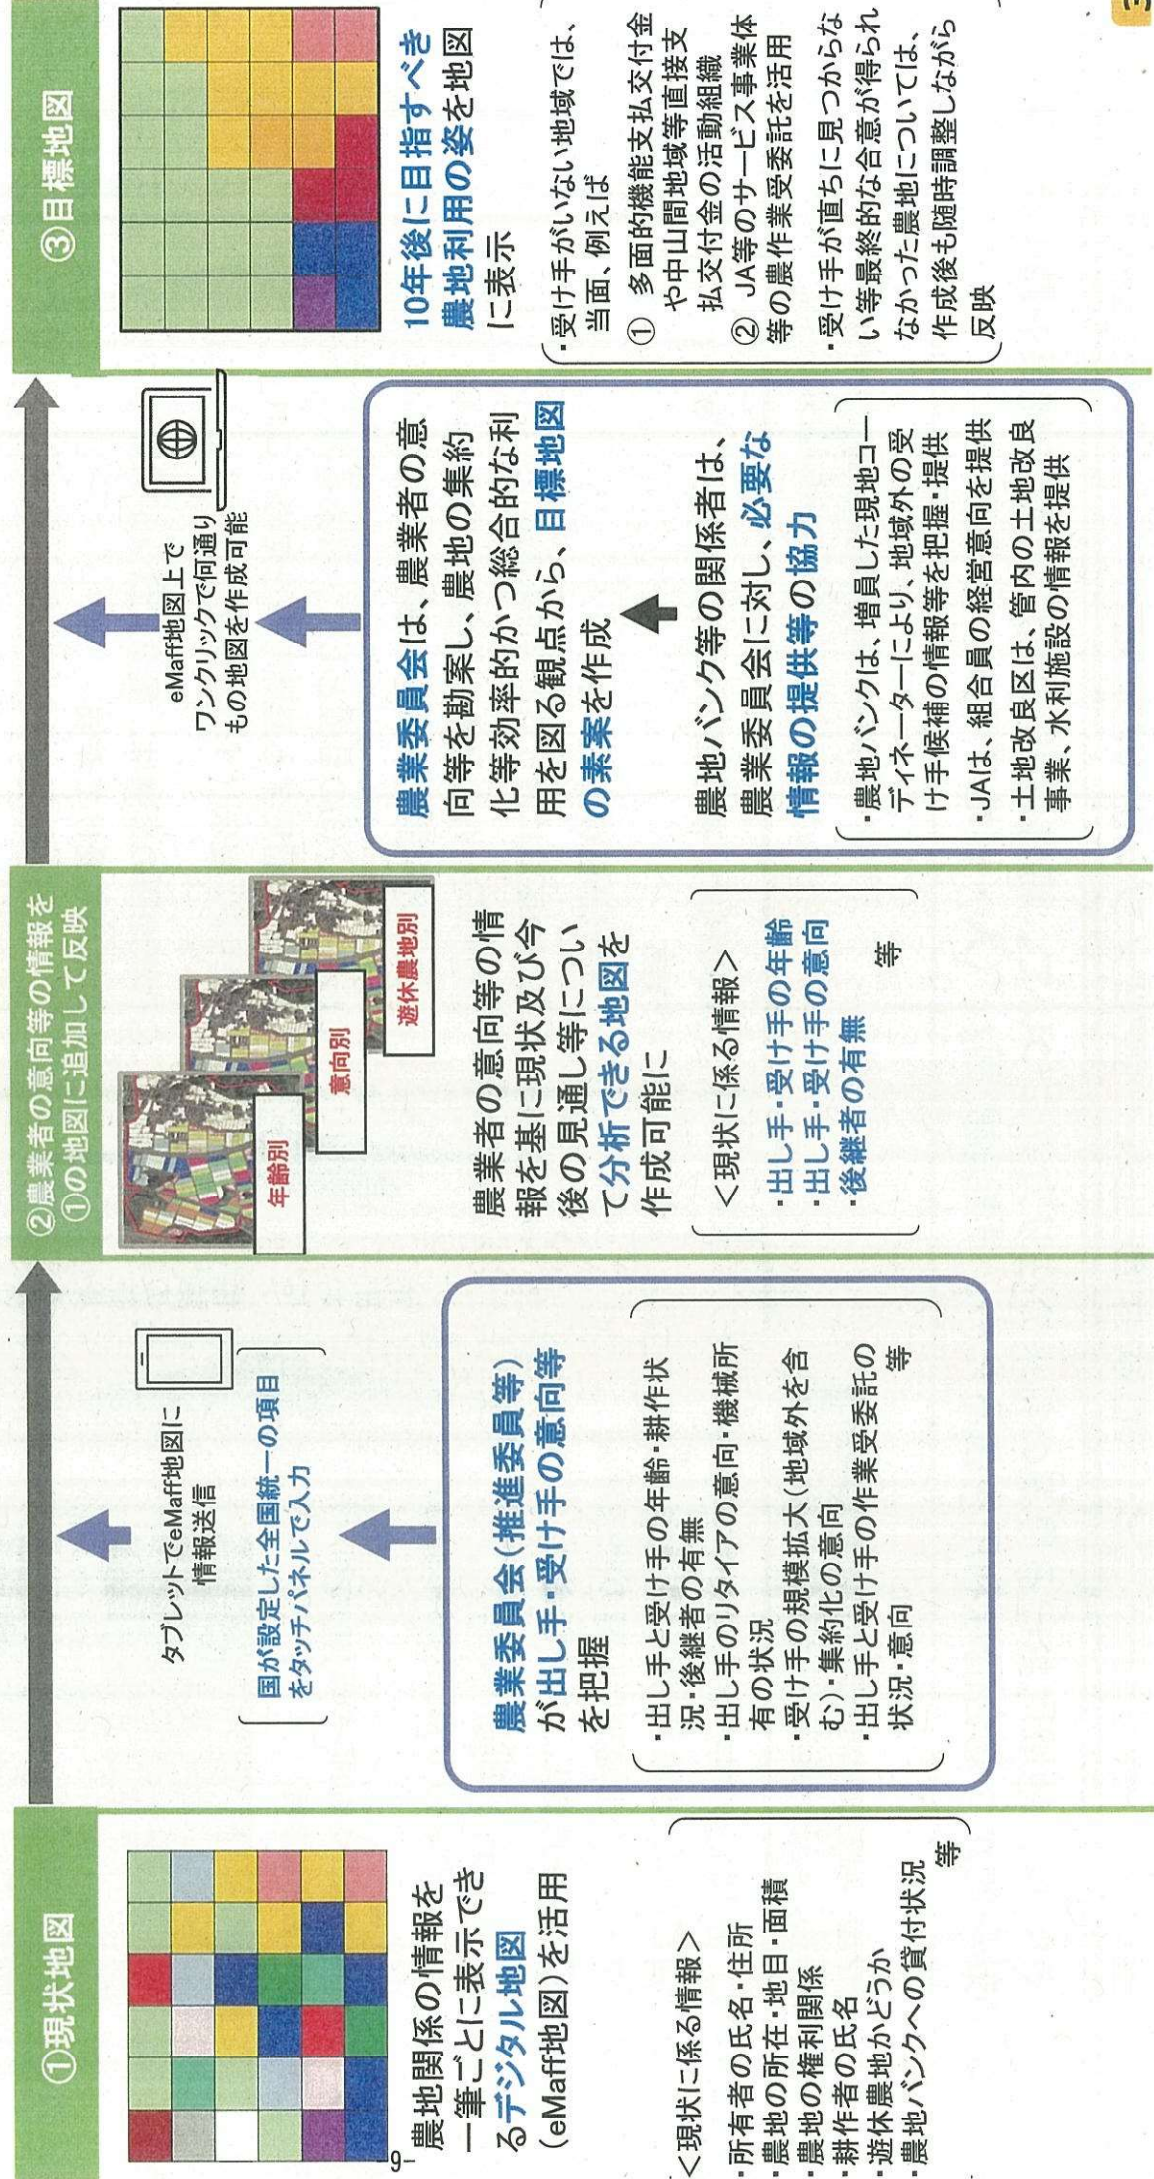 ①現状地図
農地関係の情報を
一筆ごとに表示でき
るデジタル地図
(eMaff地図)を活用
＜現状に係る情報＞
・所有者の氏名・住所
・農地の所在・地目・面積
・農地の権利関係
・耕作者の氏名
・遊休農地かどうか
・農地バンクへの貸付状況
等
タブレットでeMaff地図に
情報送信
国が設定した全国統一の項目
をタッチパネルで入力
農業委員会(推進委員等)
が出し手・受け手の意向等
を把握
・出し手と受け手の年齢・耕作状
況・後継者の有無
・出し手のリタイアの意向・機械所
有の状況
・受け手の規模拡大(地域外を含
む)・集約化の意向
・出し手と受け手の作業受委託の
状況・意向
等
②農業者の意向等の情報を
①の地図に追加して反映
年齢別
意向別
遊休農地別
農業者の意向等の情
報を基に現状及び今
後の見通し等につい
て分析できる地図を
作成可能に
＜現状に係る情報＞
・出し手・受け手の年齢
・出し手・受け手の意向
・後継者の有無
等
eMaff地図上で
ワンクリックで何通り
もの地図を作成可能
農業委員会は、農業者の意
向等を勘案し、農地の集約
化等効率的かつ総合的な利
用を図る観点から、目標地図
の素案を作成
農地バンク等の関係者は、
農業委員会に対し、必要な
情報の提供等の協力
・農地バンクは、増員した現地コー
ディネーターにより、地域外の受
け手候補の情報等を把握・提供
・JAは、組合員の経営意向を提供
・土地改良区は、管内の土地改良
事業、水利施設の情報を提供
③目標地図
10年後に目指すべき
農地利用の姿を地図
に表示
・受け手がいない地域では、
当面、例えば
① 多面的機能支払交付金
や中山間地域等直接支
払交付金の活動組織
② JA等のサービス事業体
等の農作業受委託を活用
・受け手が直ちに見つからな
い等最終的な合意が得られ
なかった農地については、
作成後も随時調整しながら
反映
-9-
3